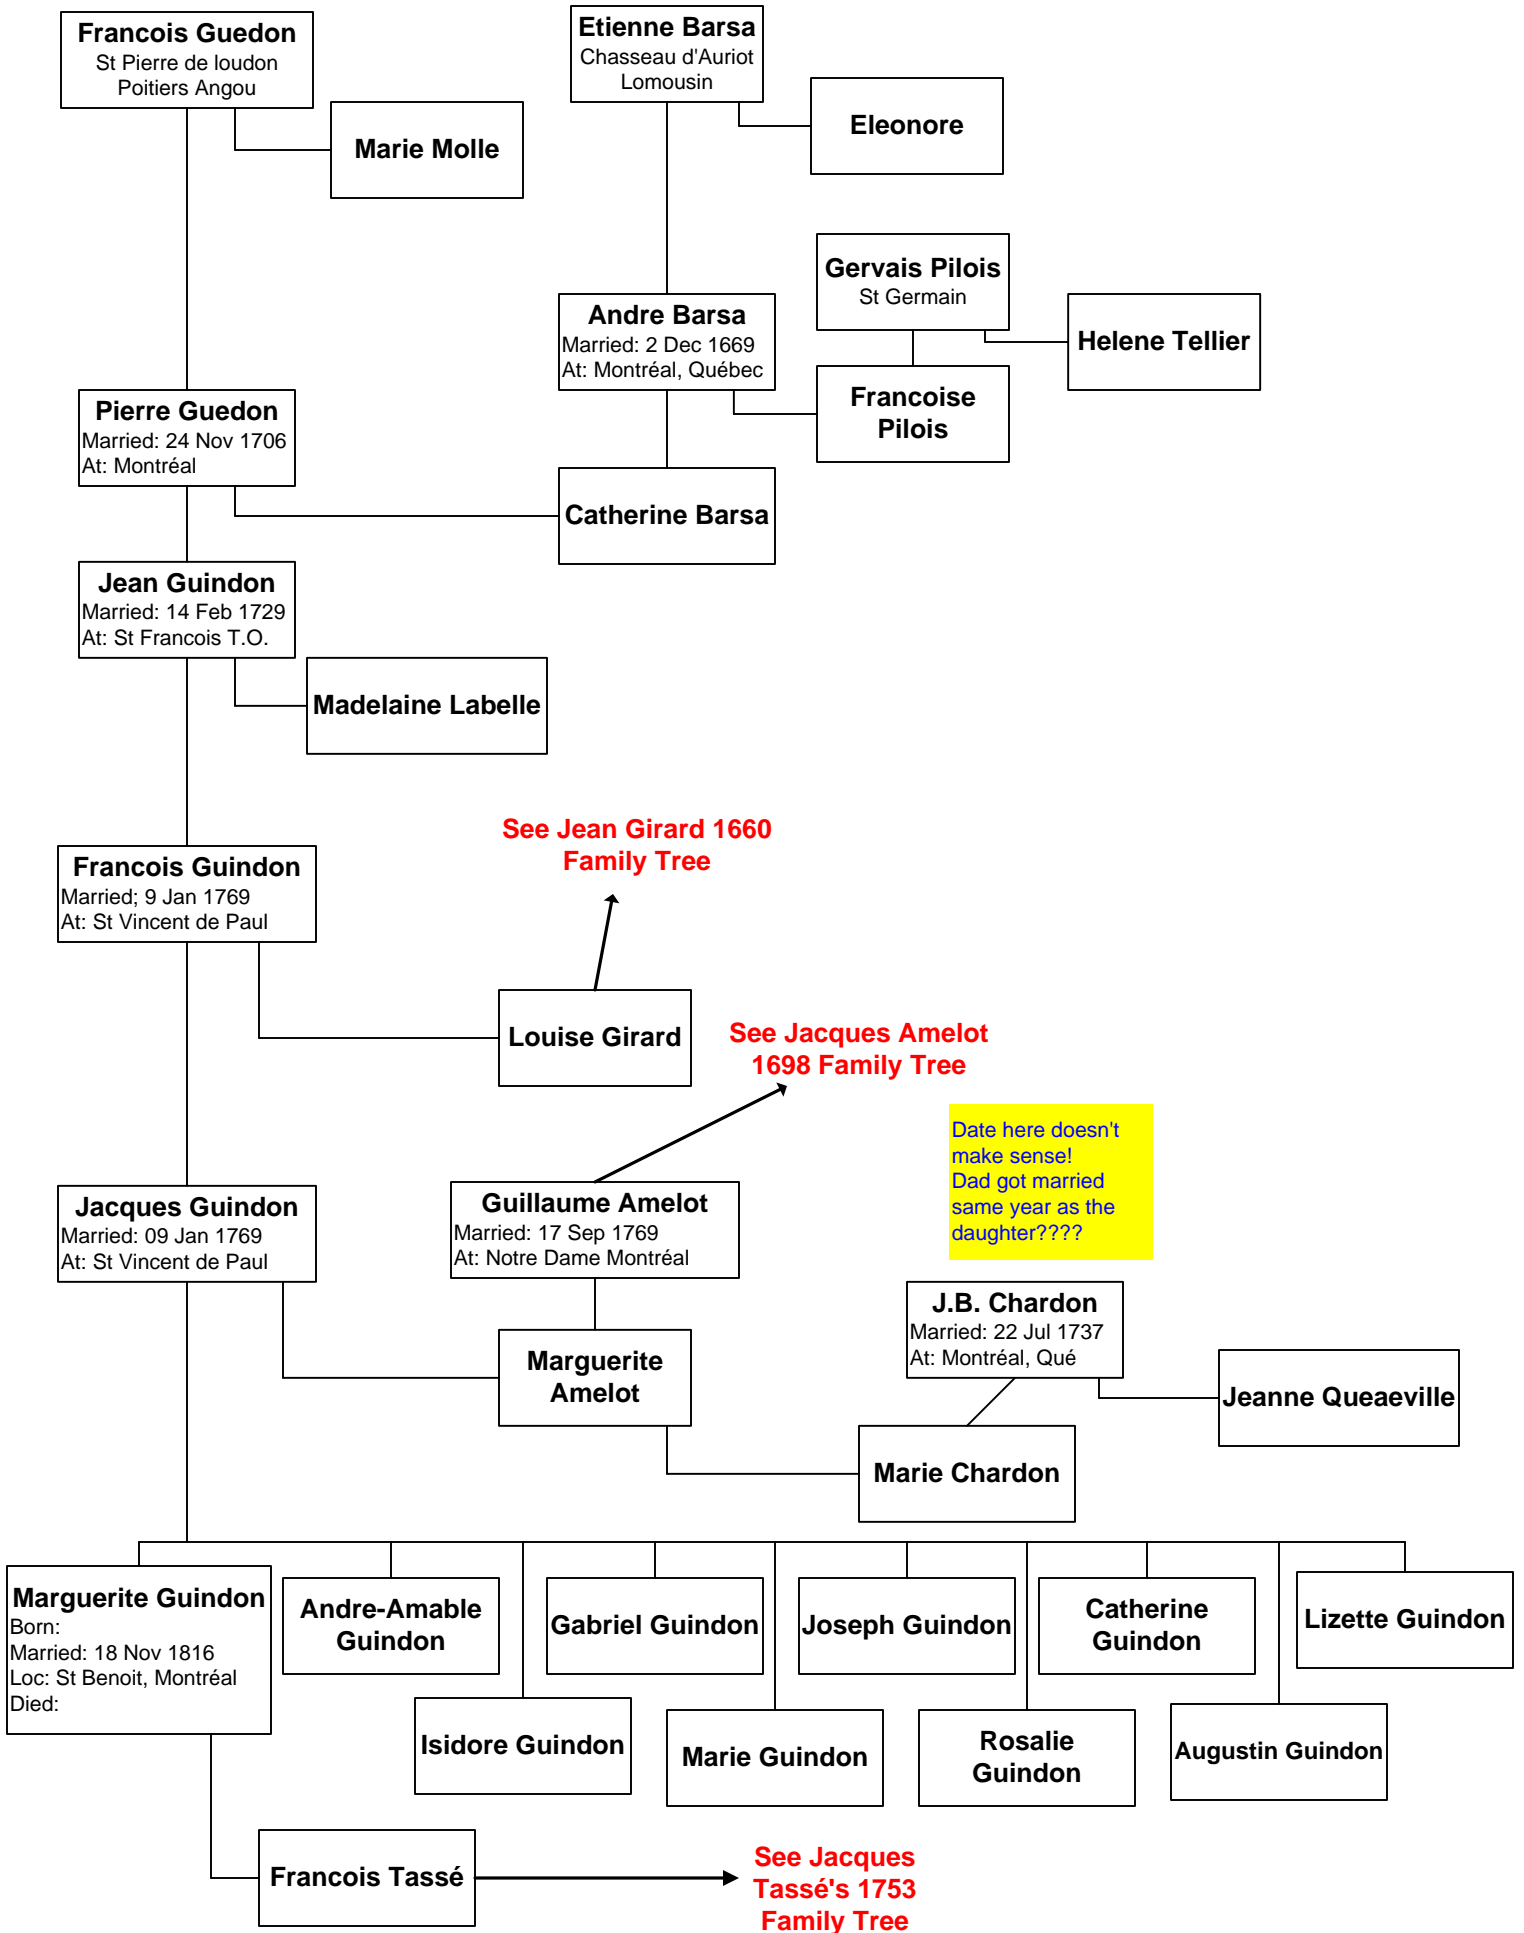 Francois Guedon
St Pierre de loudon
Poitiers Angou
Etienne Barsa
Chasseau d'Auriot
Lomousin
Eleonore
Marie Molle
Gervais Pilois
St Germain
Helene Tellier
Andre Barsa
Married: 2 Dec 1669
At: Montréal, Québec
Francoise
Pilois
Pierre Guedon
Married: 24 Nov 1706
At: Montréal
Catherine Barsa
Jean Guindon
Married: 14 Feb 1729
At: St Francois T.O.
Madelaine Labelle
See Jean Girard 1660
Family Tree
Francois Guindon
Married; 9 Jan 1769
At: St Vincent de Paul
Louise Girard
See Jacques Amelot
1698 Family Tree
Date here doesn't
make sense!
Dad got married
same year as the
daughter????
Jacques Guindon
Married: 09 Jan 1769
At: St Vincent de Paul
Guillaume Amelot
Married: 17 Sep 1769
At: Notre Dame Montréal
J.B. Chardon
Married: 22 Jul 1737
At: Montréal, Qué
Marguerite
Amelot
Jeanne Queaeville
Marie Chardon
Marguerite Guindon
Born:
Married: 18 Nov 1816
Loc: St Benoit, Montréal
Died:
Andre-Amable
Guindon
Gabriel Guindon
Joseph Guindon
Catherine
Guindon
Lizette Guindon
Isidore Guindon
Marie Guindon
Rosalie
Guindon
Augustin Guindon
Francois Tassé
See Jacques
Tassé's 1753
Family Tree